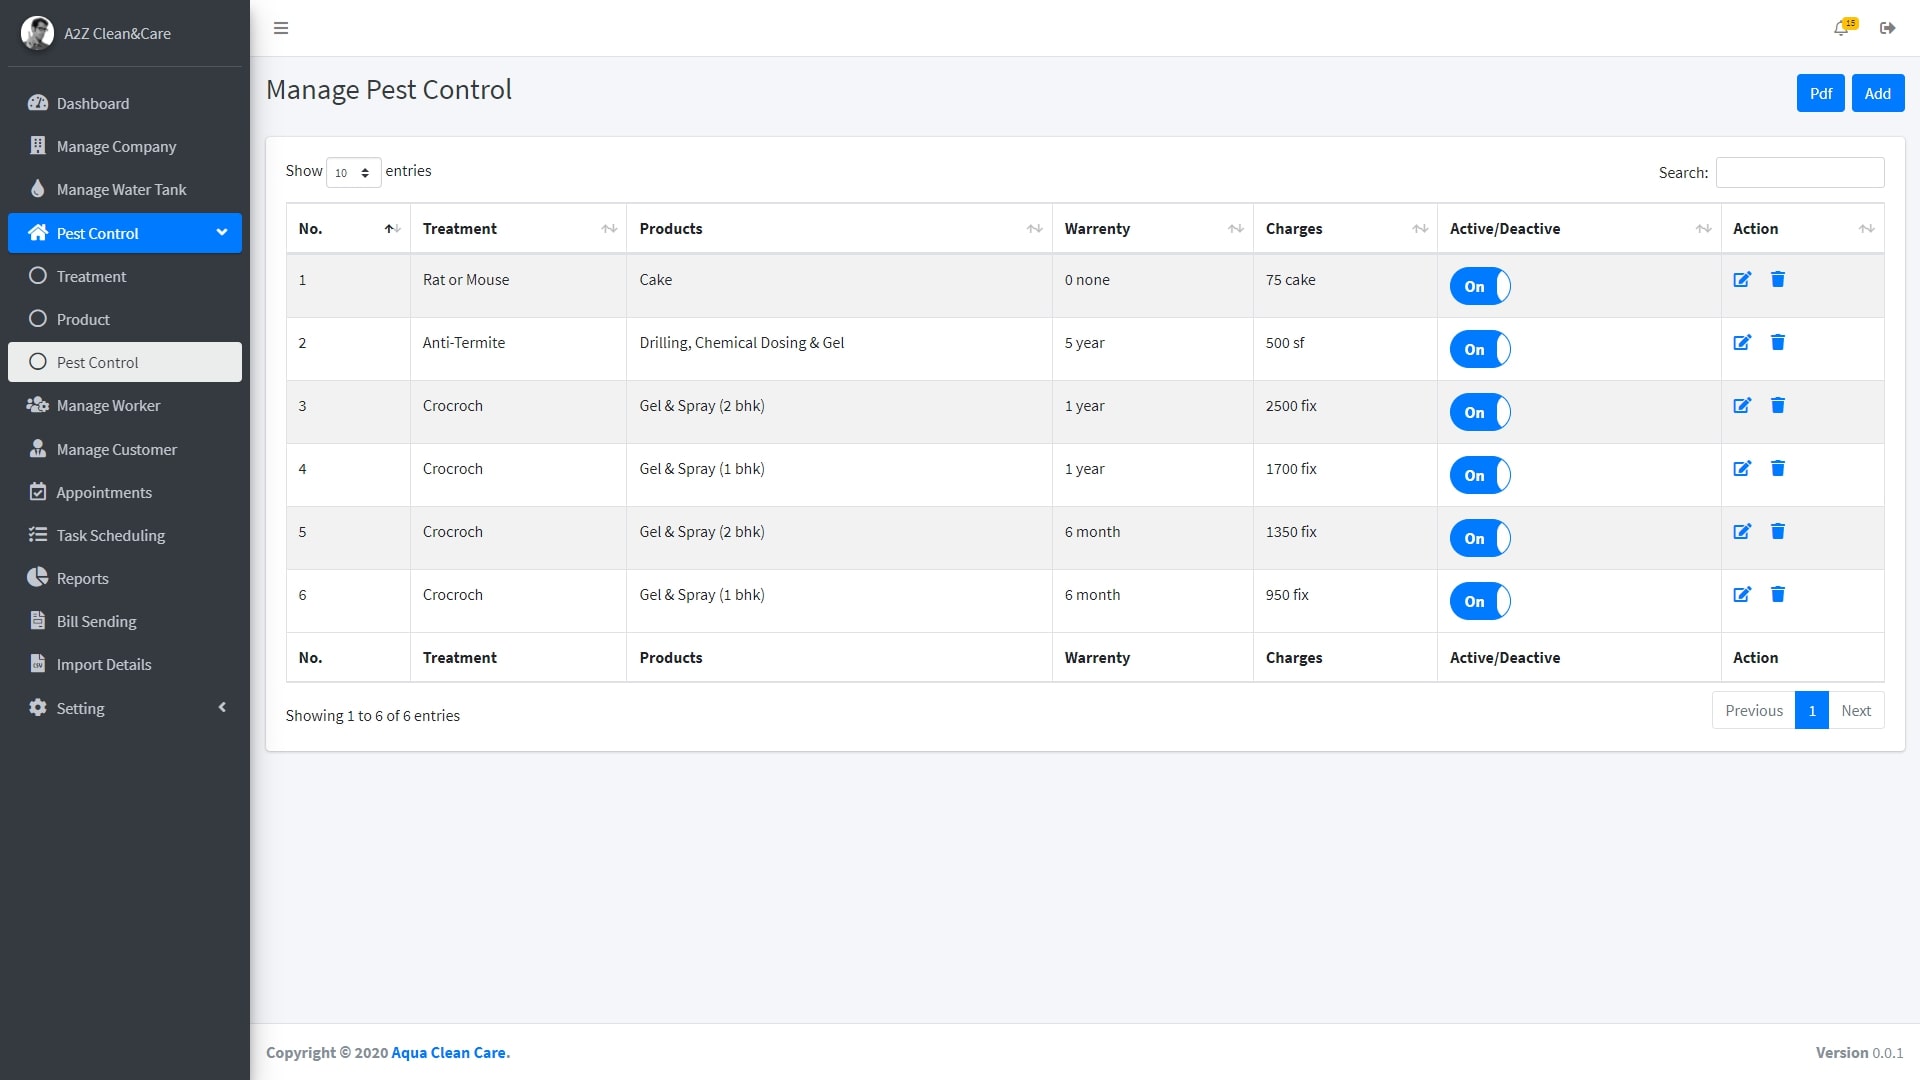 A2Z Clean&Care
15
Dashboard
Manage Company
Manage Water Tank
Pest Control
Treatment
Product
Pest Control
Manage Worker
Manage Customer
Appointments
Task Scheduling
Reports
Bill Sending
Import Details
Setting
Manage Pest Control
Pdf Add
Show 10 entries Search:
No. Treatment Products Warrenty Charges Active/Deactive Action
1 Rat or Mouse Cake 0 none 75 cake On
2 Anti-Termite Drilling, Chemical Dosing & Gel 5 year 500 sf On
3 Crocroch Gel & Spray (2 bhk) 1 year 2500 fix On
4 Crocroch Gel & Spray (1 bhk) 1 year 1700 fix On
5 Crocroch Gel & Spray (2 bhk) 6 month 1350 fix On
6 Crocroch Gel & Spray (1 bhk) 6 month 950 fix On
No. Treatment Products Warrenty Charges Active/Deactive Action
Showing 1 to 6 of 6 entries Previous 1 Next
Copyright © 2020 Aqua Clean Care. Version 0.0.1